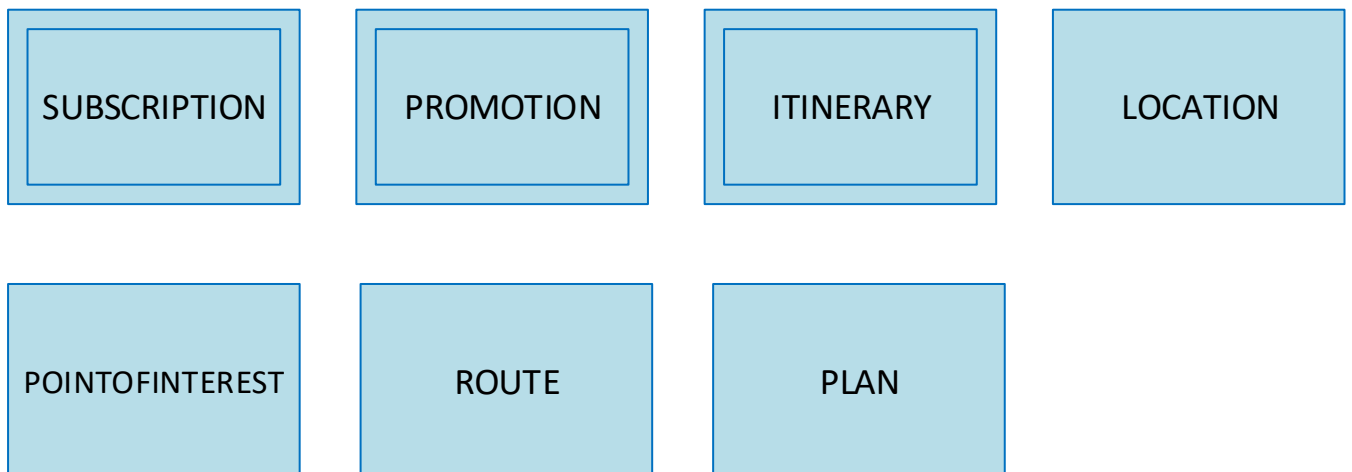 SUBSCRIPTION
PROMOTION
ITINERARY
LOCATION
POINTOFINTEREST
ROUTE
PLAN